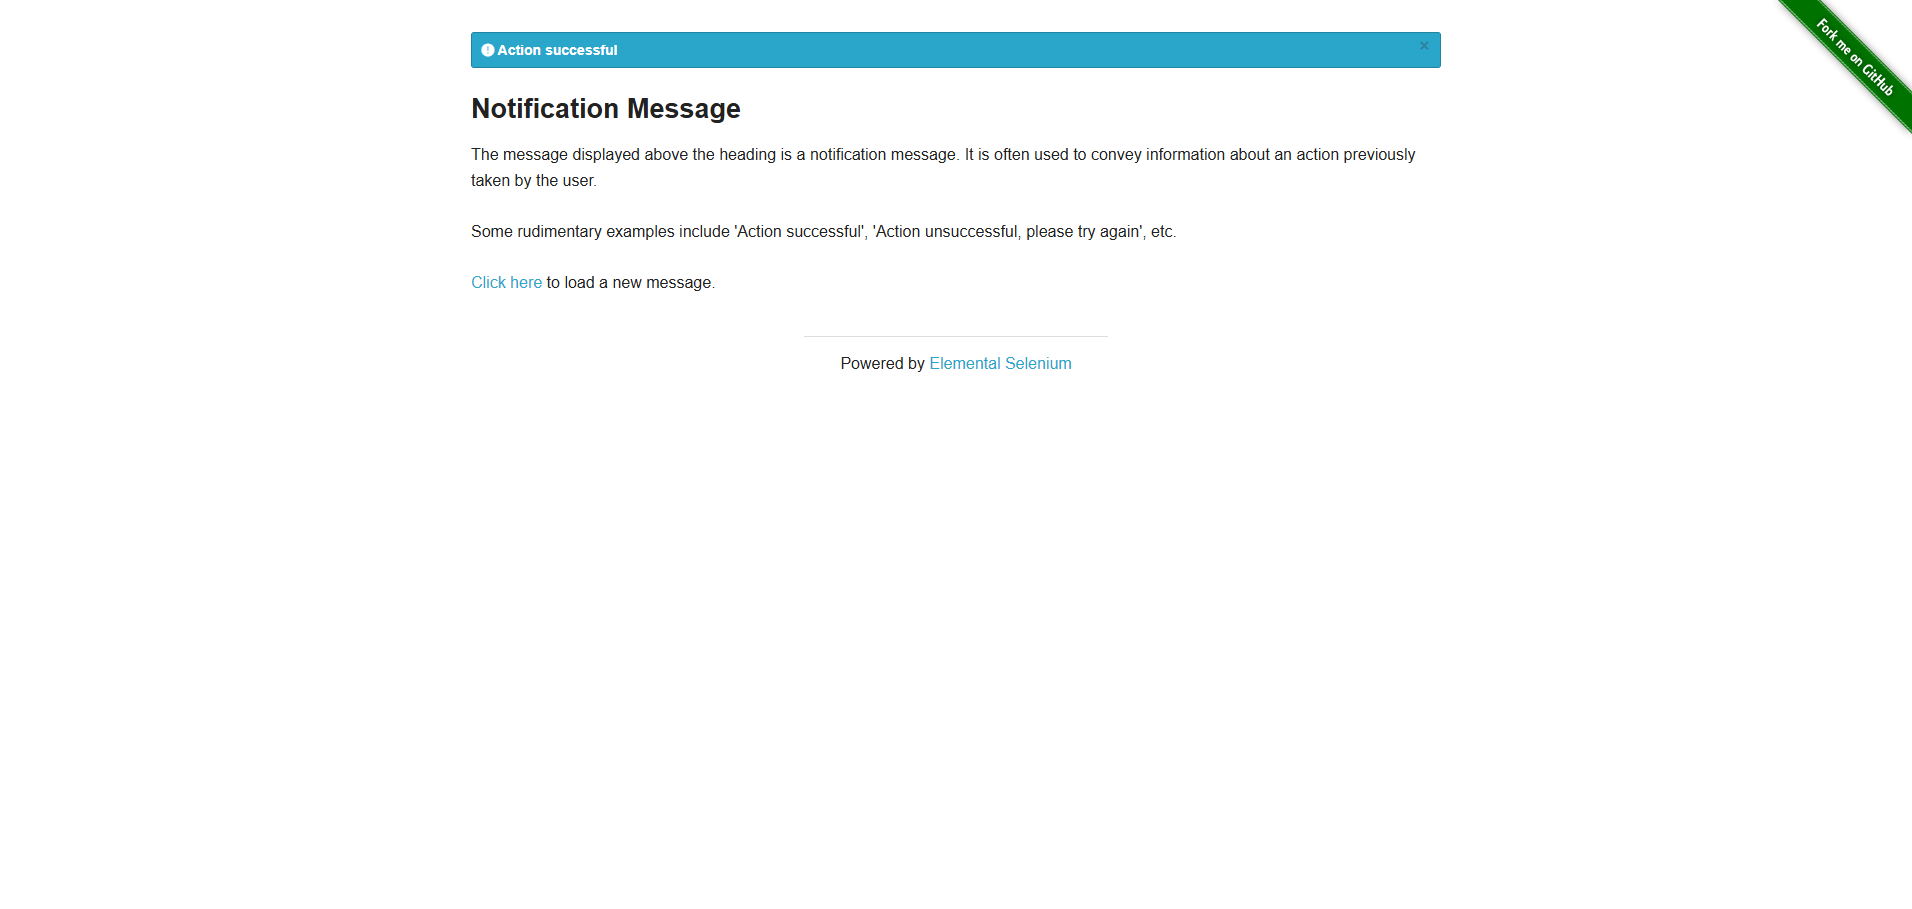 Action successful
×
Fork me on GitHub
Notification Message
The message displayed above the heading is a notification message. It is often used to convey information about an action previously
taken by the user.
Some rudimentary examples include 'Action successful', 'Action unsuccessful, please try again', etc.
Click here to load a new message.
Powered by Elemental Selenium